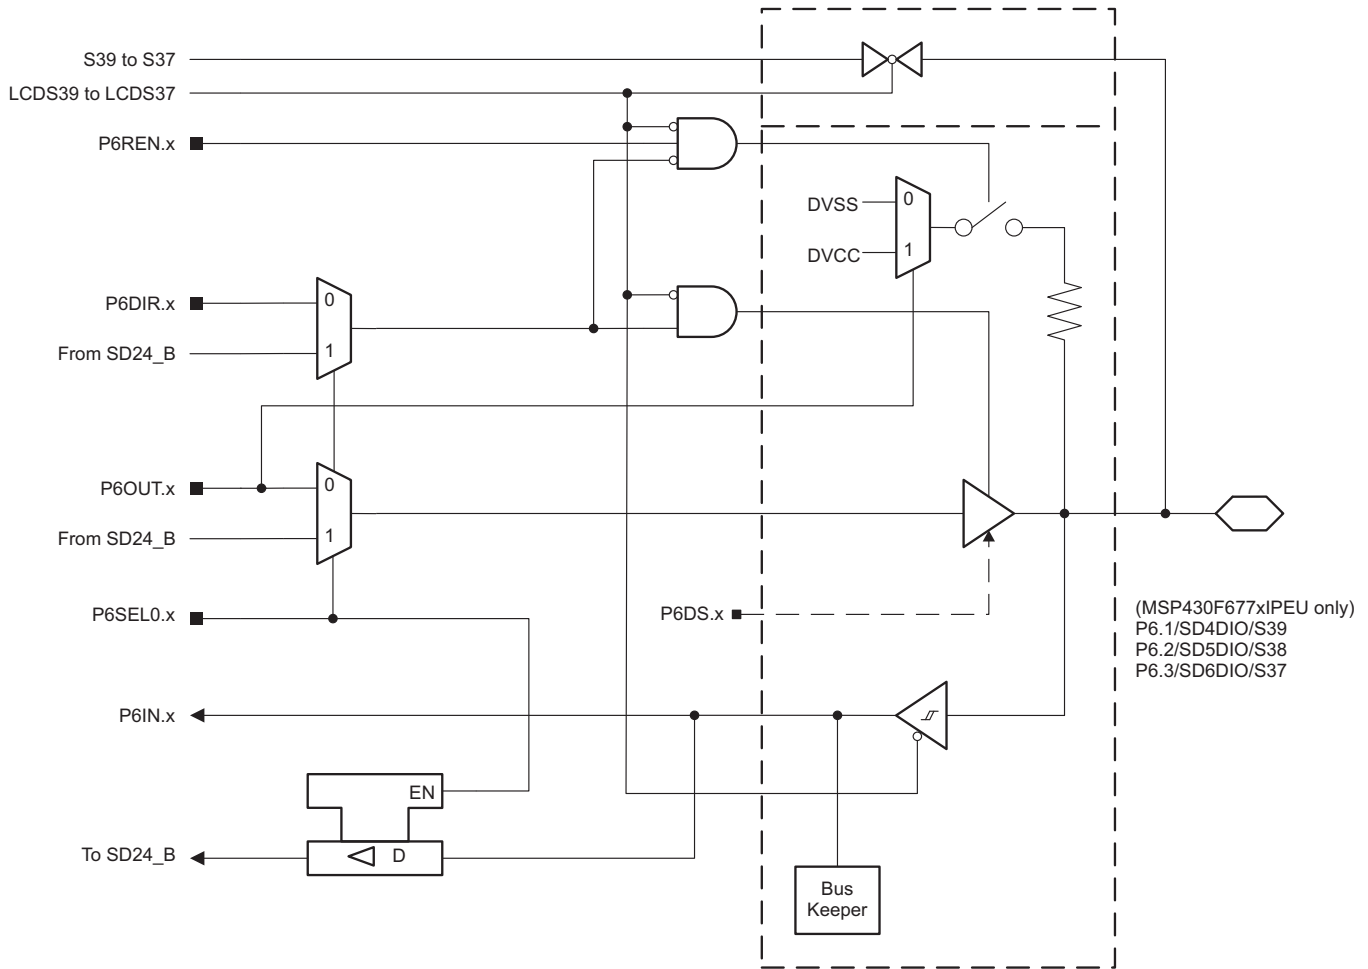 S39 to S37
LCDS39 to LCDS37
P6REN.x
DVSS
0
DVCC
1
P6DIR.x
0
From SD24_B
1
P6OUT.x
0
From SD24_B
1
P6SEL0.x
P6DS.x
(MSP430F677xIPEU only)
P6.1/SD4DIO/S39
P6.2/SD5DIO/S38
P6.3/SD6DIO/S37
P6IN.x
EN
To SD24_B
D
Bus
Keeper